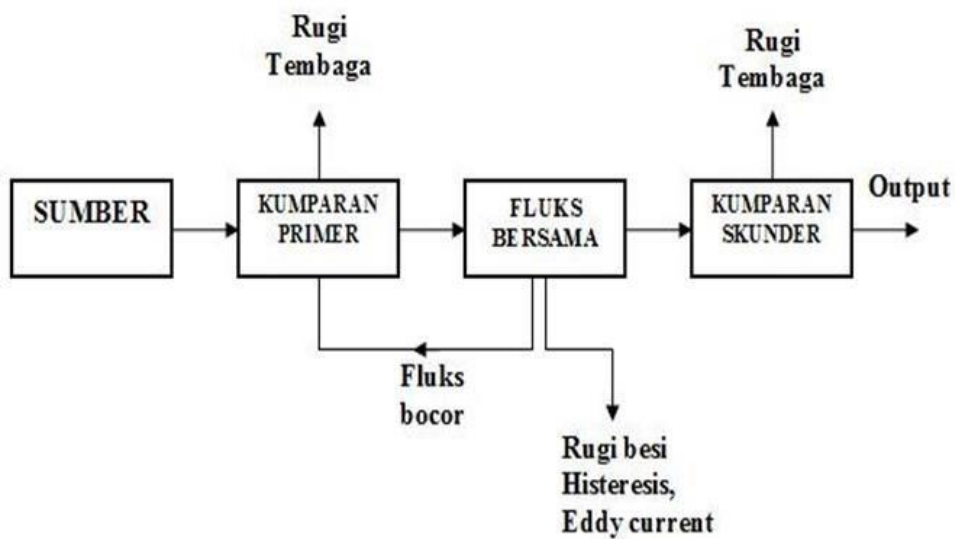 Rugi
Tembaga
Rugi
Tembaga
SUMBER
KUMPARAN
PRIMER
FLUKS
BERSAMA
KUMPARAN
SKUNDER
Output
Fluks
bocor
Rugi besi
Histeresis,
Eddy current